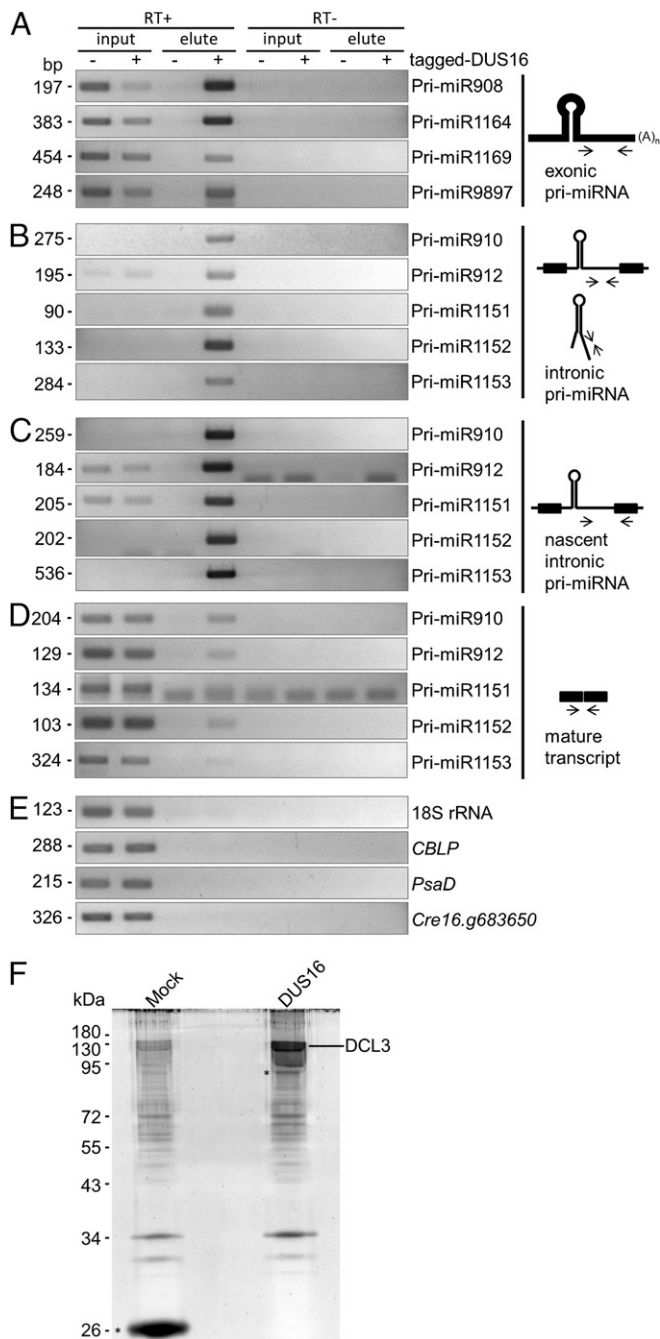 A
RT+ RT-
input elute input elute
bp - + - + - + - + tagged-DUS16
197 - Pri-miR908
383 - Pri-miR1164
454 - Pri-miR1169
248 - Pri-miR9897
(A)n
exonic
pri-miRNA
B
275 - Pri-miR910
195 - Pri-miR912
90 - Pri-miR1151
133 - Pri-miR1152
284 - Pri-miR1153
intronic
pri-miRNA
C
259 - Pri-miR910
184 - Pri-miR912
205 - Pri-miR1151
202 - Pri-miR1152
536 - Pri-miR1153
nascent
intronic
pri-miRNA
D
204 - Pri-miR910
129 - Pri-miR912
134 - Pri-miR1151
103 - Pri-miR1152
324 - Pri-miR1153
mature
transcript
E
123 - 18S rRNA
288 - CBLP
215 - PsaD
326 - Cre16.g683650
F
kDa Mock DUS16
180 -
130 - DCL3
95 - *
72 -
55 -
43 -
34 -
26 - *